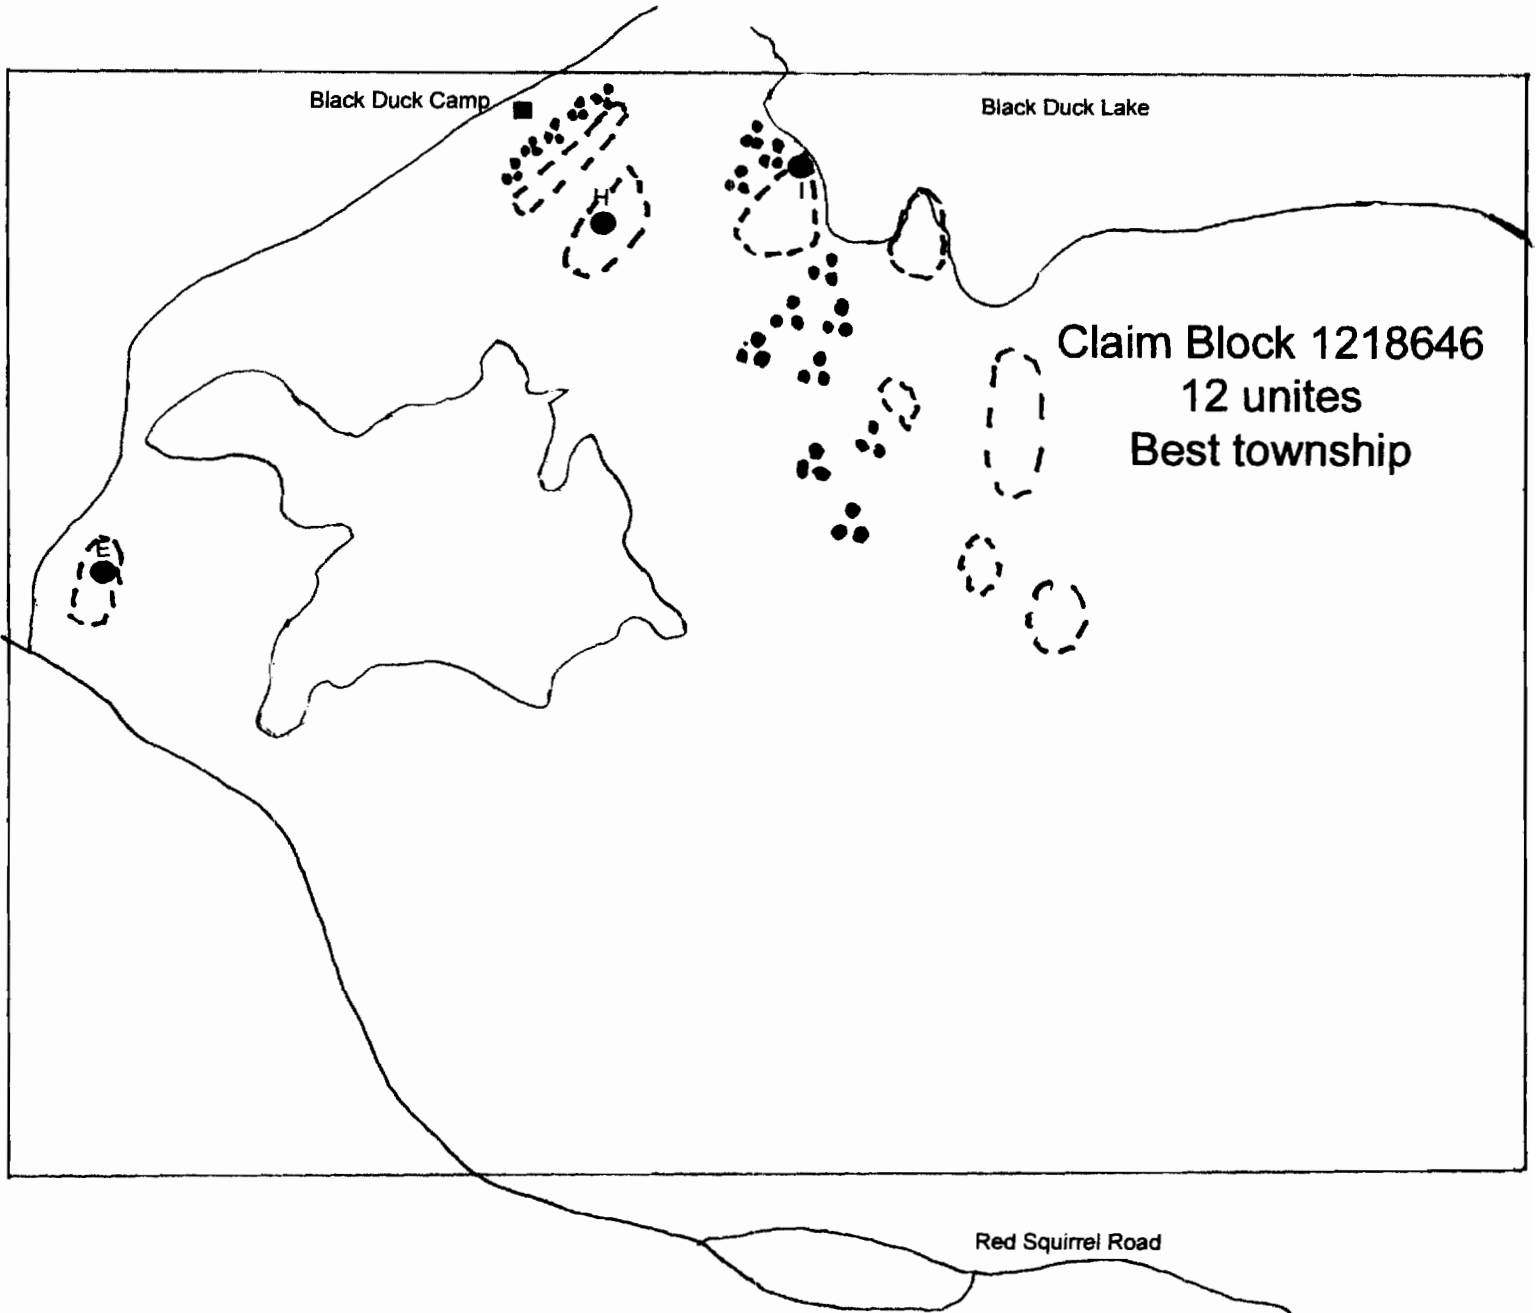 Black Duck Camp
Black Duck Lake
H
I
Claim Block 1218646
12 unites
Best township
E
Red Squirrel Road